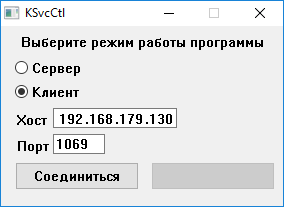 KSvcCtl
Выберите режим работы программы
Сервер
Клиент
Хост 192.168.179.130
Порт 1069
Соединиться